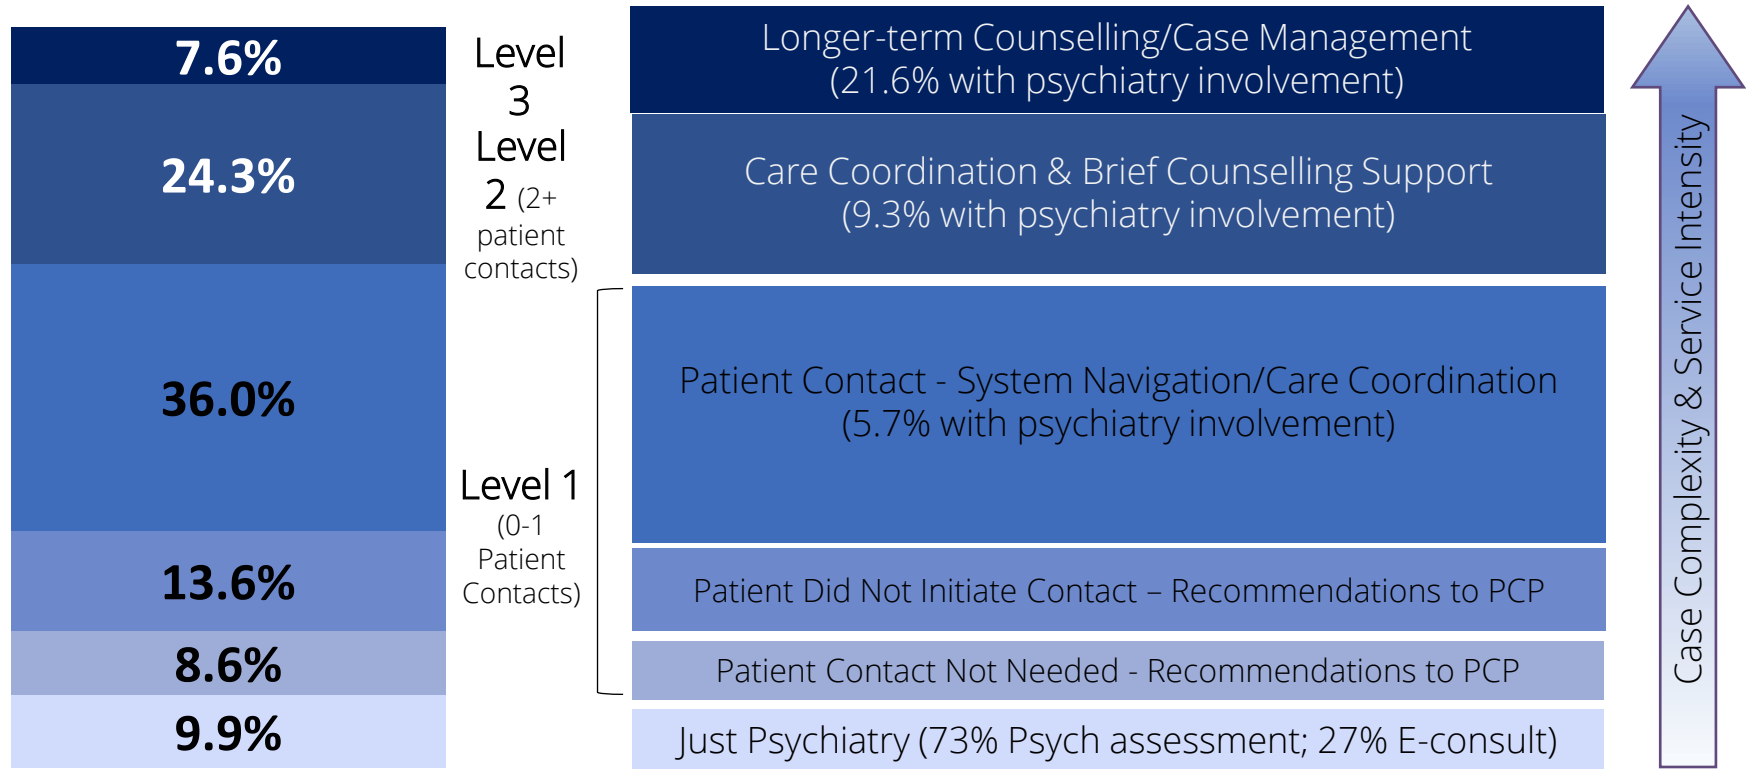 7.6%
24.3%
36.0%
13.6%
8.6%
9.9%
Level
3
Level
2 (2+
patient
contacts)
Level 1
(0-1
Patient
Contacts)
Longer-term Counselling/Case Management
(21.6% with psychiatry involvement)
Care Coordination & Brief Counselling Support
(9.3% with psychiatry involvement)
Patient Contact - System Navigation/Care Coordination
(5.7% with psychiatry involvement)
Patient Did Not Initiate Contact – Recommendations to PCP
Patient Contact Not Needed - Recommendations to PCP
Just Psychiatry (73% Psych assessment; 27% E-consult)
Case Complexity & Service Intensity